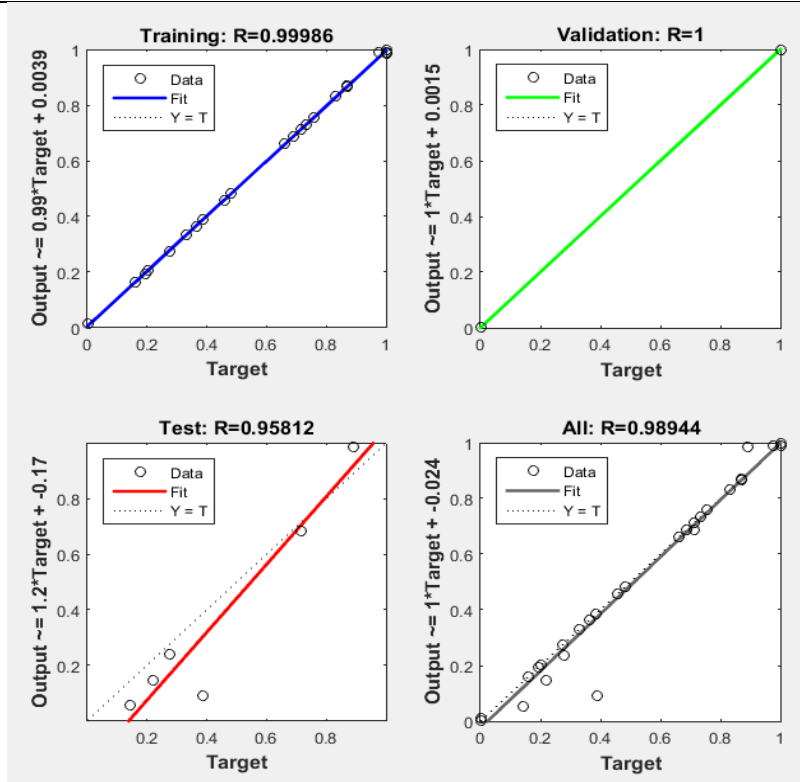 Training: R=0.99986
Output ~= 0.99*Target + 0.0039
1
0.8
0.6
0.4
0.2
0
Data
Fit
Y = T
0 0.2 0.4 0.6 0.8 1
Target
Validation: R=1
Output ~= 1*Target + 0.0015
1
0.8
0.6
0.4
0.2
0
Data
Fit
Y = T
0 0.2 0.4 0.6 0.8 1
Target
Test: R=0.95812
Output ~= 1.2*Target + -0.17
0.8
0.6
0.4
0.2
Data
Fit
Y = T
0.2 0.4 0.6 0.8
Target
All: R=0.98944
Output ~= 1*Target + -0.024
1
0.8
0.6
0.4
0.2
0
Data
Fit
Y = T
0 0.2 0.4 0.6 0.8 1
Target